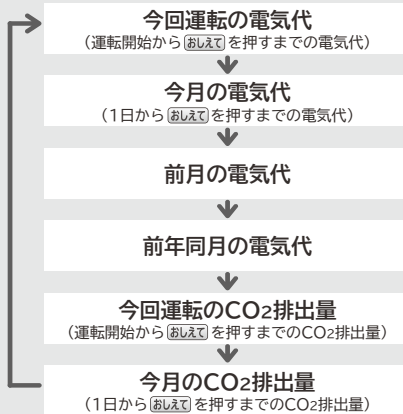 今回運転の電気代
（運転開始からおしえてを押すまでの電気代）
今月の電気代
（1日からおしえてを押すまでの電気代）
前月の電気代
前年同月の電気代
今回運転のCO2排出量
（運転開始からおしえてを押すまでのCO2排出量）
今月のCO2排出量
（1日からおしえてを押すまでのCO2排出量）